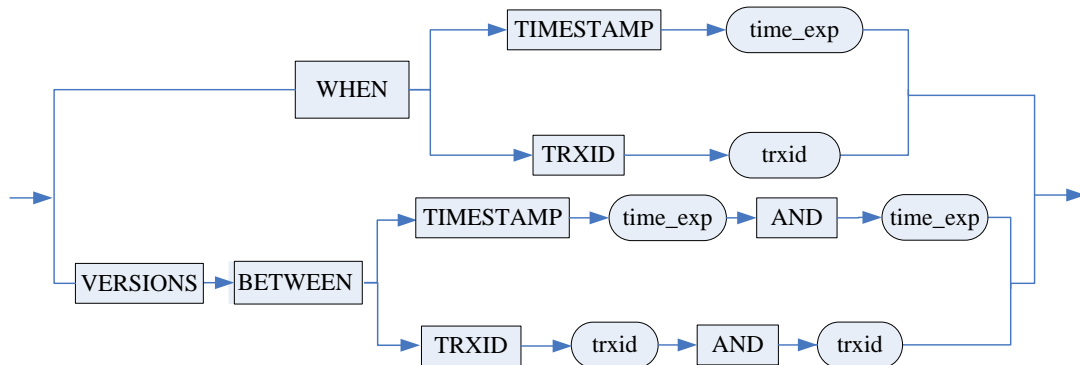 TIMESTAMP time_exp
WHEN
TRXID trxid
TIMESTAMP time_exp AND time_exp
VERSIONS BETWEEN
TRXID trxid AND trxid